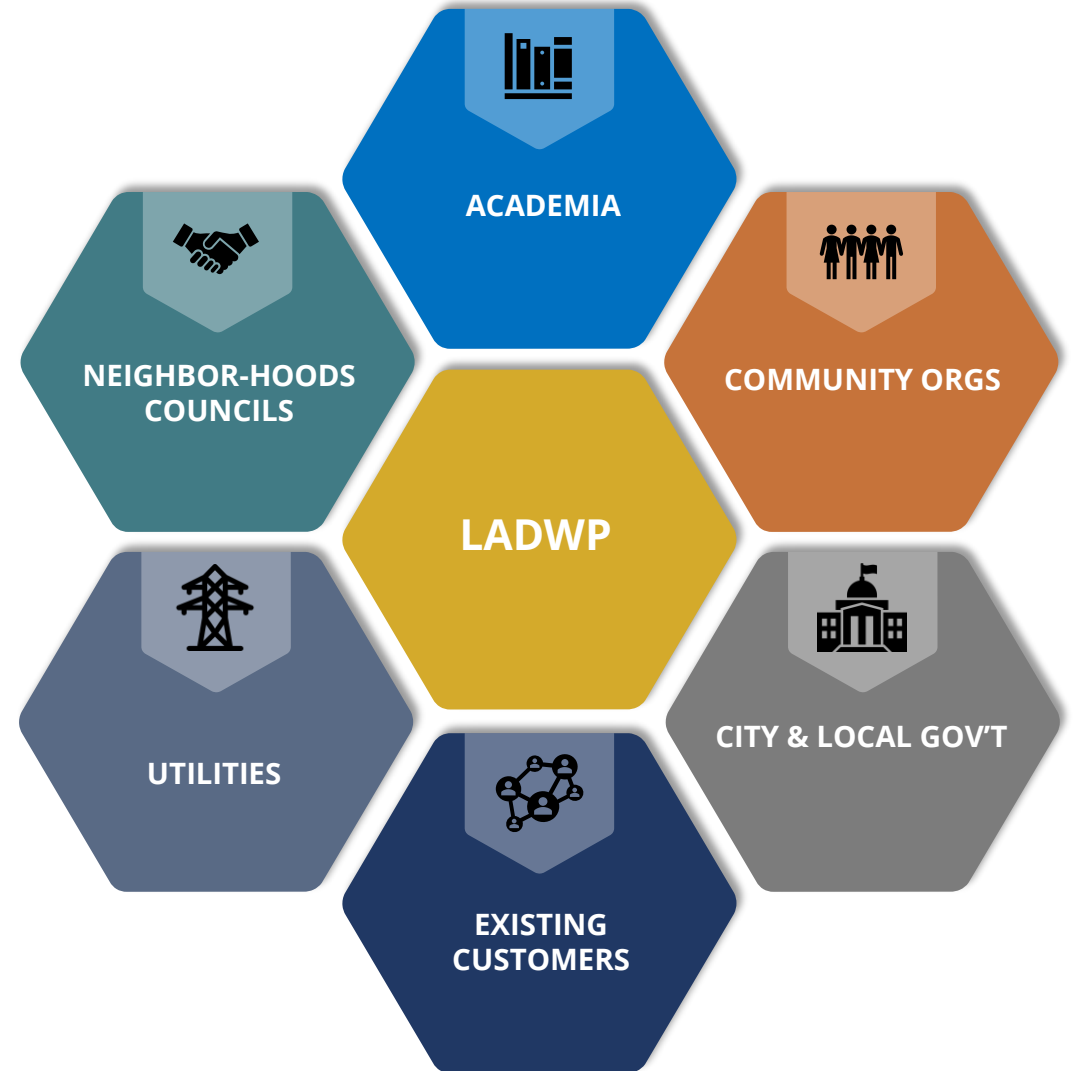 ACADEMIA
NEIGHBOR-HOODS
COUNCILS
COMMUNITY ORGS
LADWP
UTILITIES
CITY & LOCAL GOV’T
EXISTING
CUSTOMERS